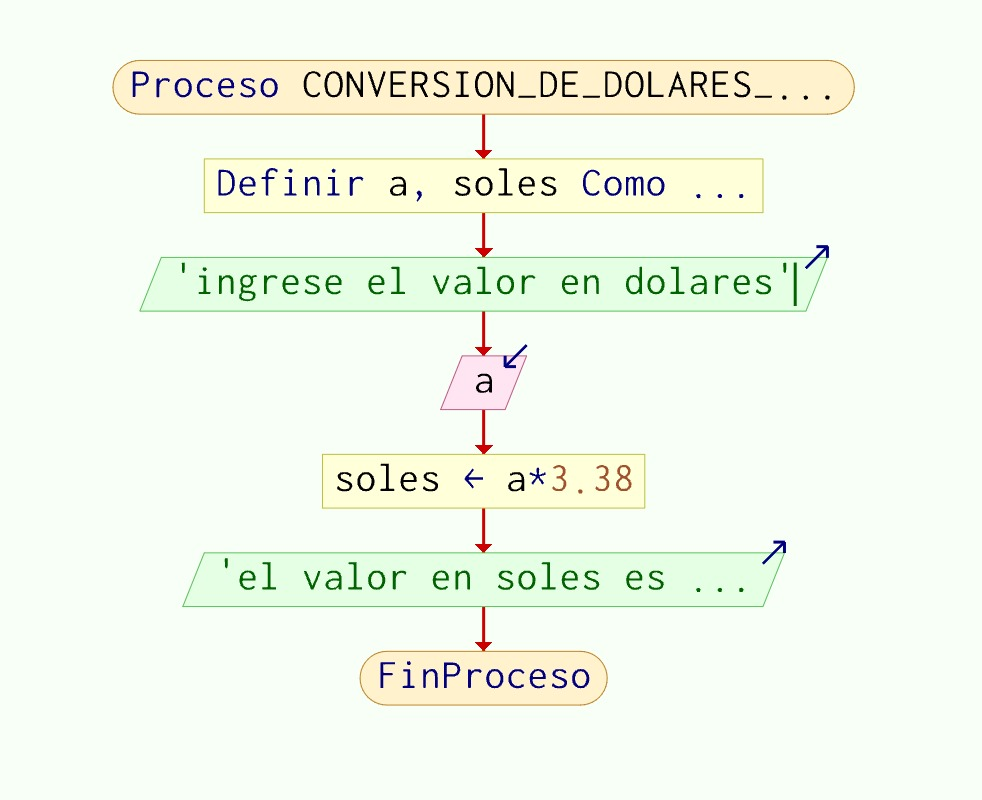 Proceso CONVERSION_DE_DOLARES_...
Definir a, soles Como ...
'ingrese el valor en dolares'
a
soles ← a*3.38
'el valor en soles es ...
FinProceso